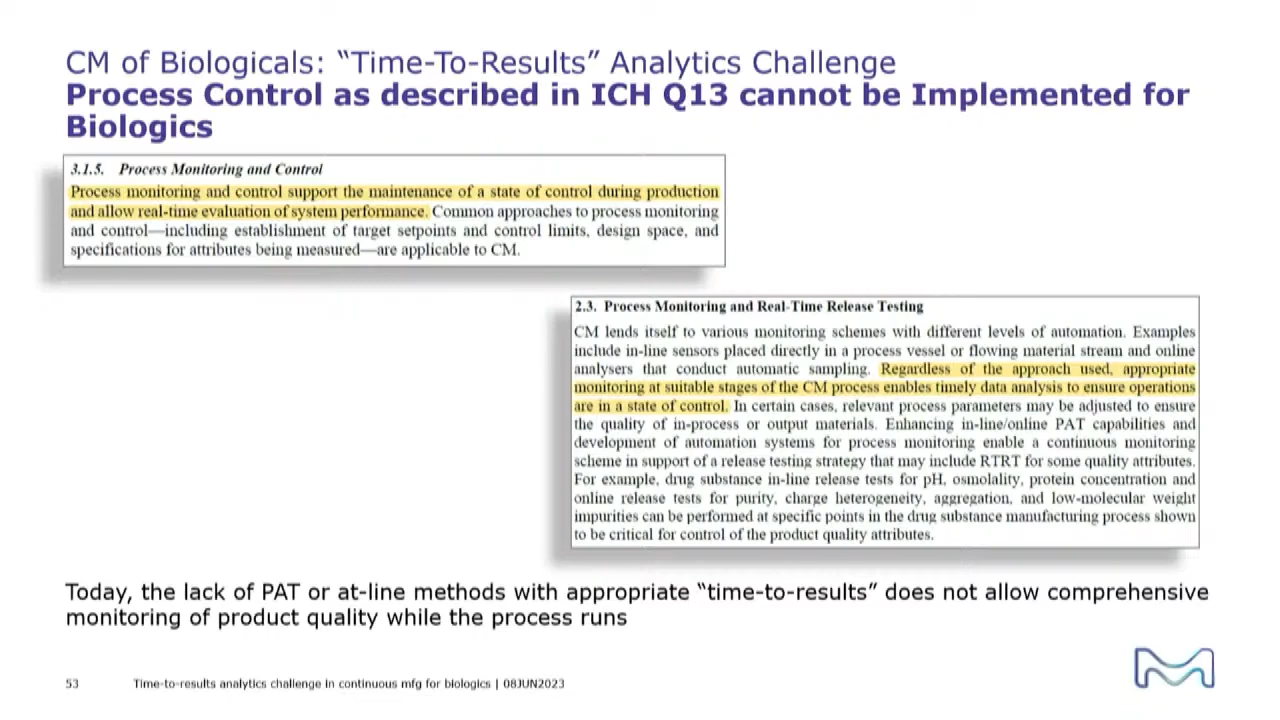 CM of Biologicals: “Time-To-Results” Analytics Challenge
Process Control as described in ICH Q13 cannot be Implemented for
Biologics
3.1.5. Process Monitoring and Control
Process monitoring and control support the maintenance of a state of control during production
and allow real-time evaluation of system performance. Common approaches to process monitoring
and control—including establishment of target setpoints and control limits, design space, and
specifications for attributes being measured—are applicable to CM.
2.3. Process Monitoring and Real-Time Release Testing
CM lends itself to various monitoring schemes with different levels of automation. Examples
include in-line sensors placed directly in a process vessel or flowing material stream and online
analysers that conduct automatic sampling. Regardless of the approach used, appropriate
monitoring at suitable stages of the CM process enables timely data analysis to ensure operations
are in a state of control. In certain cases, relevant process parameters may be adjusted to ensure
the quality of in-process or output materials. Enhancing in-line/online PAT capabilities and
development of automation systems for process monitoring enable a continuous monitoring
scheme in support of a release testing strategy that may include RTRT for some quality attributes.
For example, drug substance in-line release tests for pH, osmolality, protein concentration and
online release tests for purity, charge heterogeneity, aggregation, and low-molecular weight
impurities can be performed at specific points in the drug substance manufacturing process shown
to be critical for control of the product quality attributes.
Today, the lack of PAT or at-line methods with appropriate “time-to-results” does not allow comprehensive
monitoring of product quality while the process runs
53 Time-to-results analytics challenge in continuous mfg for biologics | 08JUN2023